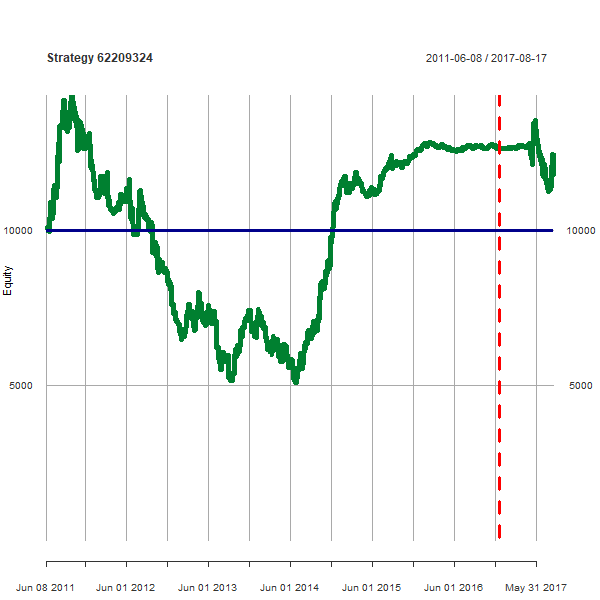 Strategy 62209324
2011-06-08 / 2017-08-17
10000
10000
Equity
5000
5000
Jun 08 2011
Jun 01 2012
Jun 01 2013
Jun 01 2014
Jun 01 2015
Jun 01 2016
May 31 2017